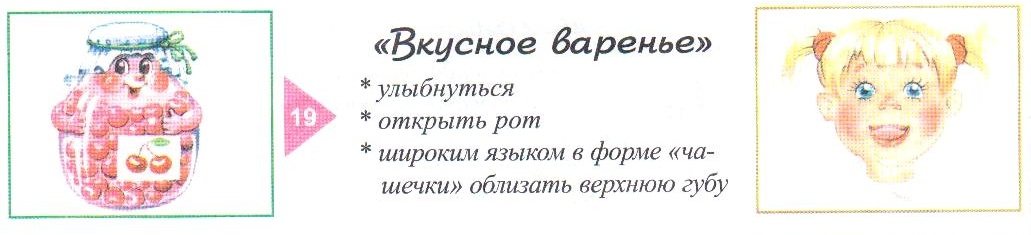 «Вкусное варенье»
* улыбнуться
19
* открыть рот
* широким языком в форме «ча-
шечки» облизать верхнюю губу